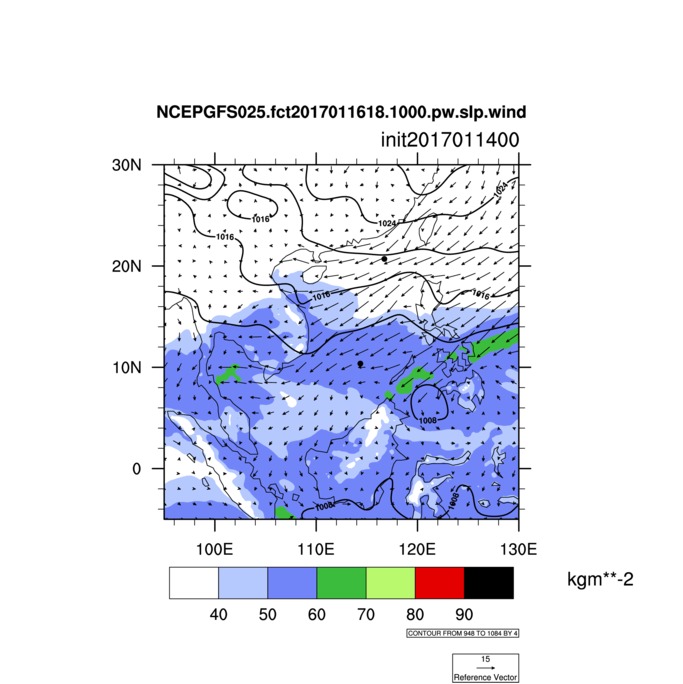 NCEPGFS025.fct2017011618.1000.pw.slp.wind
init2017011400
30N
1024
1016
1024
1016
20N
1016
1016
10N
1008
0
1008
1008
100E
110E
120E
130E
40
50
60
70
80
90
kgm**-2
CONTOUR FROM 948 TO 1084 BY 4
15
Reference Vector